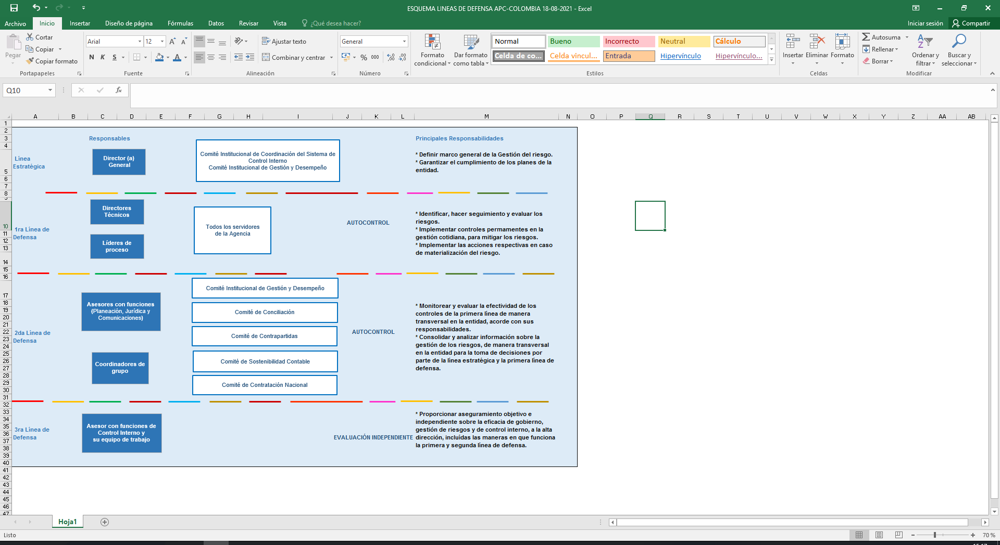 ESQUEMA LINEAS DE DEFENSA APC-COLOMBIA 18-08-2021 - Excel
Archivo Inicio Insertar Diseño de página Fórmulas Datos Revisar Vista ¿Qué desea hacer? Iniciar sesión Compartir
Pegar
Cortar
Copiar
Copiar formato
Portapapeles
Arial 12
N K S
Fuente
Ajustar texto
Combinar y centrar
Alineación
General
% 000
Número
Formato condicional
Dar formato como tabla
Normal Bueno Incorrecto Neutral Cálculo
Celda de co... Celda vincul... Entrada Hipervínculo Hipervínculo...
Estilos
Insertar Eliminar Formato
Celdas
Autosuma
Rellenar
Borrar
Ordenar y filtrar
Buscar y seleccionar
Modificar
Q10
fx
A B C D E F G H I J K L M N O P Q R S T U V W X Y Z AA AB
1
2
3
4
5
6
7
8
10
11
12
13
14
15
16
17
18
19
20
21
22
23
24
25
26
27
28
29
30
31
32
33
34
35
36
37
38
39
40
41
42
43
44
45
46
47
Responsables
Principales Responsabilidades
Línea
Estratégica
Director (a)
General
Comité Institucional de Coordinación del Sistema de
Control Interno
Comité Institucional de Gestión y Desempeño
* Definir marco general de la Gestión del riesgo.
* Garantizar el cumplimiento de los planes de la
entidad.
1ra Línea de
Defensa
Directores
Técnicos
Líderes de
proceso
Todos los servidores
de la Agencia
AUTOCONTROL
* Identificar, hacer seguimiento y evaluar los
riesgos.
* Implementar controles permamentes en la
gestión cotidiana, para mitigar los riesgos.
* Implementar las acciones respectivas en caso
de materialización del riesgo.
2da Línea de
Defensa
Asesores con funciones
(Planeación, Jurídica y
Comunicaciones)
Coordinadores de
grupo
Comité Institucional de Gestión y Desempeño
Comité de Conciliación
Comité de Contrapartidas
Comité de Sostenibilidad Contable
Comité de Contratación Nacional
AUTOCONTROL
* Monitorear y evaluar la efectividad de los
controles de la primera línea de manera
transversal en la entidad, acorde con sus
responsabilidades.
* Consolidar y analizar información sobre la
gestión de los riesgos, de manera transversal
en la entidad para la toma de decisiones por
parte de la línea estratégica y la primera línea de
defensa.
3ra Línea de
Defensa
Asesor con funciones de
Control Interno y
su equipo de trabajo
EVALUACIÓN INDEPENDIENTE
* Proporcionar aseguramiento objetivo e
independiente sobre la eficacia de gobierno,
gestión de riesgos y de control interno, a la alta
dirección, incluídas las maneras en que funciona
la primera y segunda línea de defensa.
Hoja1
Listo
70 %